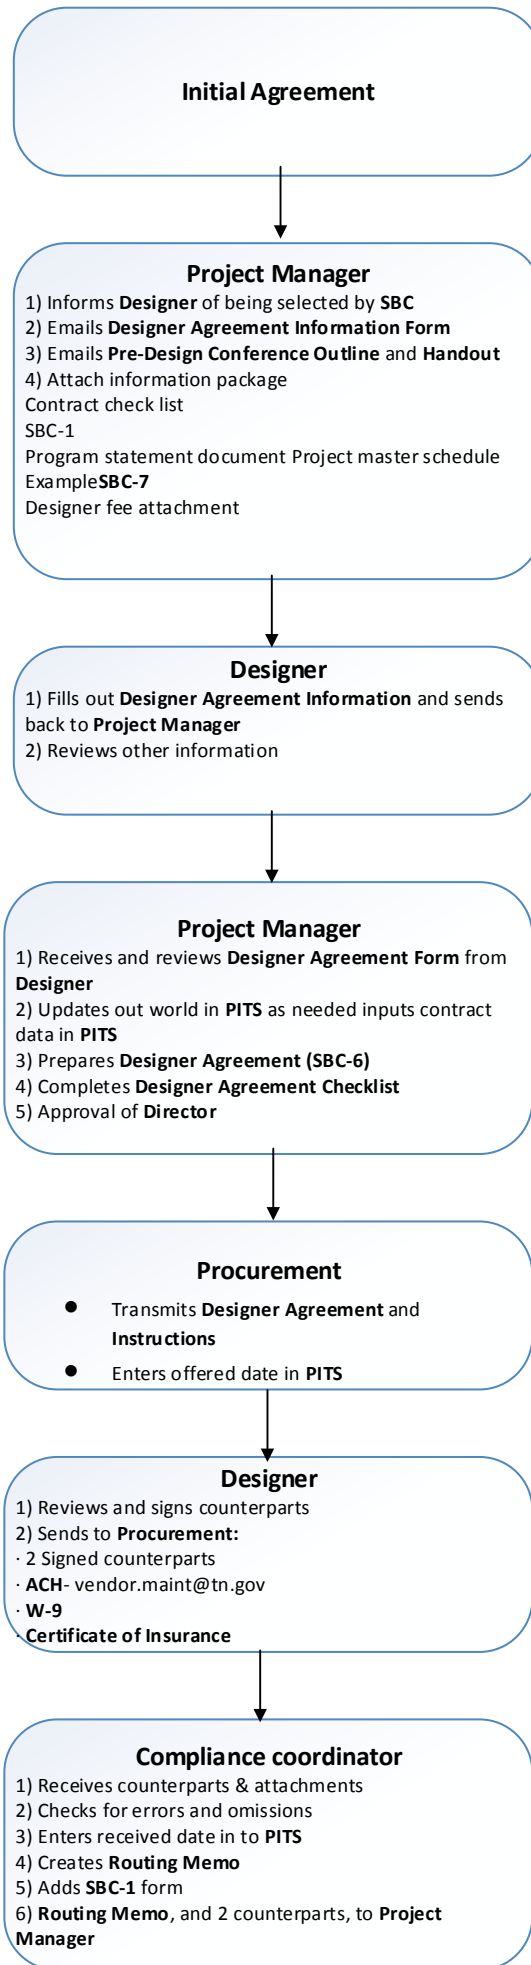 Initial Agreement
Project Manager
1) Informs Designer of being selected by SBC
2) Emails Designer Agreement Information Form
3) Emails Pre-Design Conference Outline and Handout
4) Attach information package
Contract check list
SBC-1
Program statement document Project master schedule
ExampleSBC-7
Designer fee attachment
Designer
1) Fills out Designer Agreement Information and sends
back to Project Manager
2) Reviews other information
Project Manager
1) Receives and reviews Designer Agreement Form from
Designer
2) Updates out world in PITS as needed inputs contract
data in PITS
3) Prepares Designer Agreement (SBC-6)
4) Completes Designer Agreement Checklist
5) Approval of Director
Procurement
● Transmits Designer Agreement and
Instructions
● Enters offered date in PITS
Designer
1) Reviews and signs counterparts
2) Sends to Procurement:
· 2 Signed counterparts
· ACH- vendor.maint@tn.gov
· W-9
· Certificate of Insurance
Compliance coordinator
1) Receives counterparts & attachments
2) Checks for errors and omissions
3) Enters received date in to PITS
4) Creates Routing Memo
5) Adds SBC-1 form
6) Routing Memo, and 2 counterparts, to Project
Manager